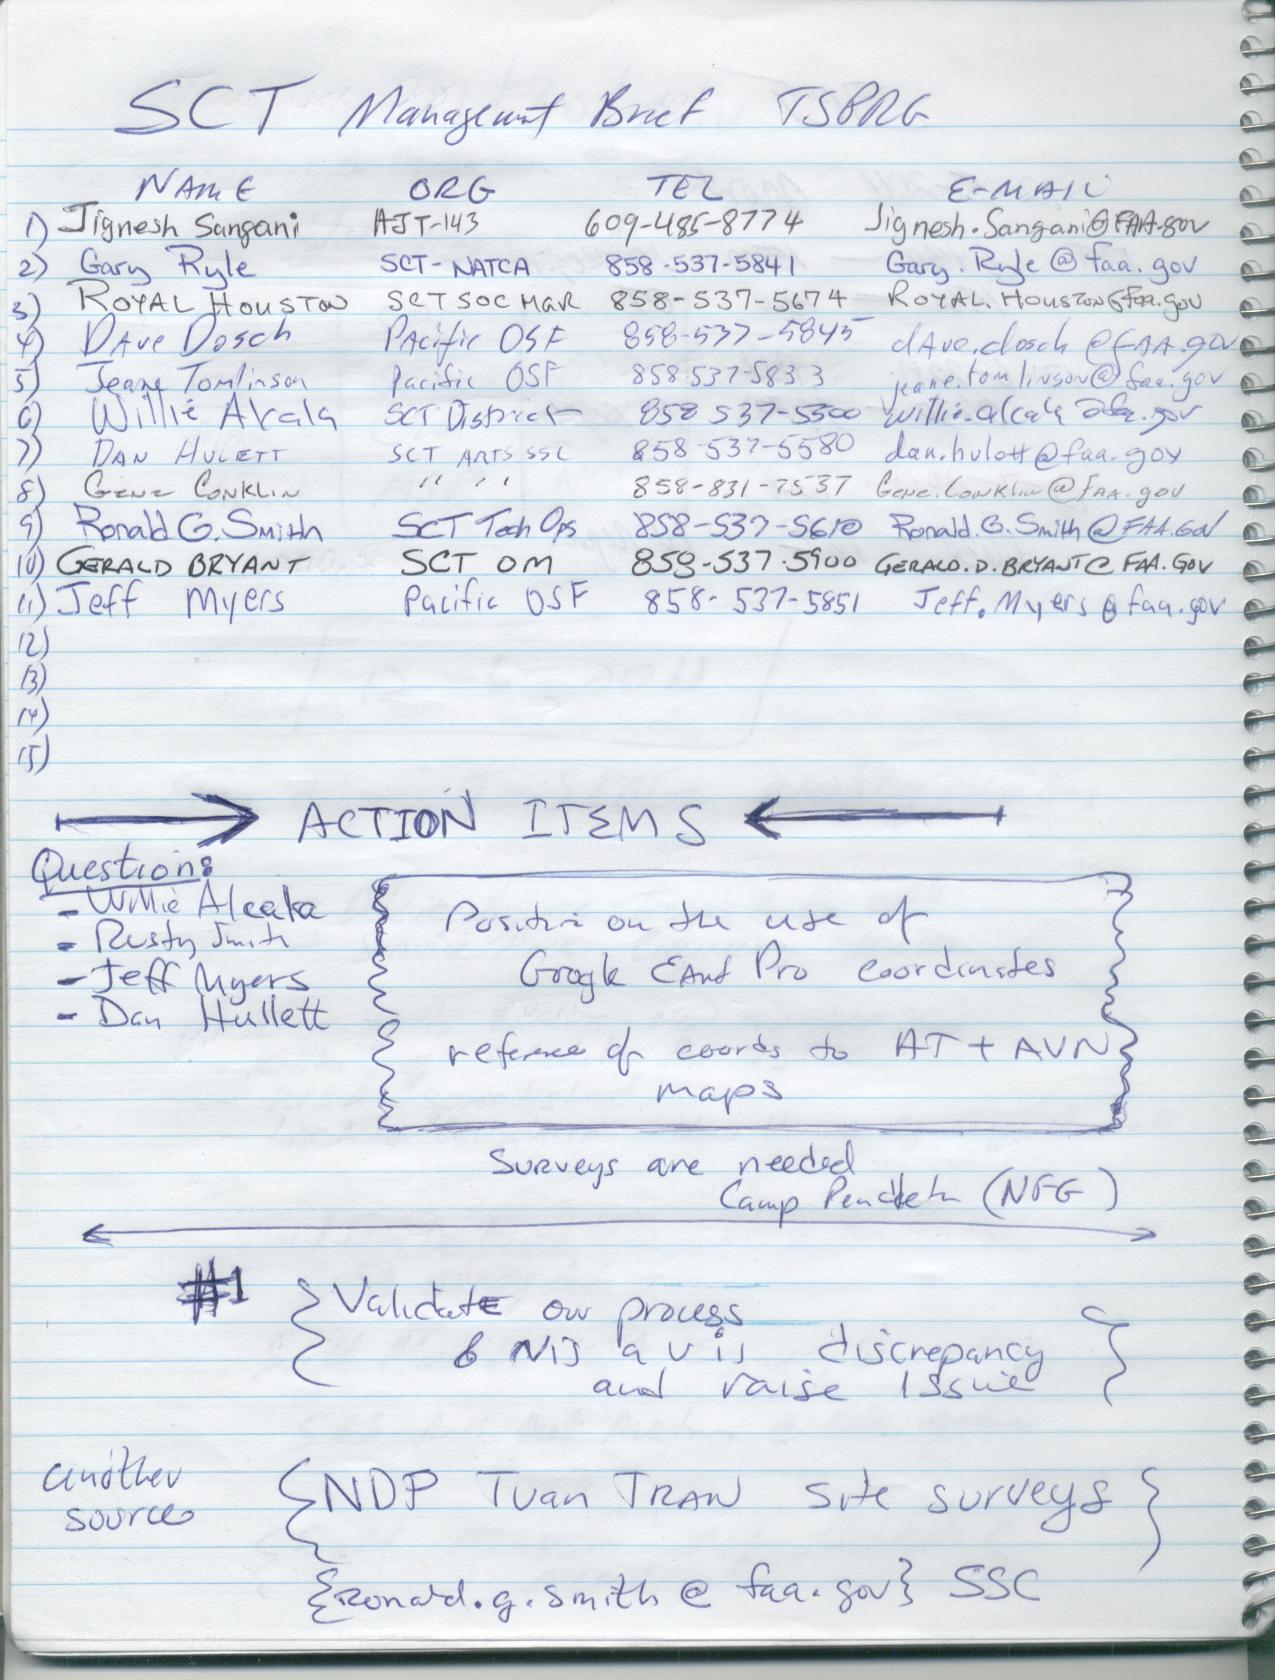 SCT Management Brief TSPRG
NAME ORG TEL E-MAIL
1) Jignesh Sangani AJT-143 609-485-8774 Jignesh.Sangani@FAA.gov
2) Gary Ryle SCT-NATCA 858-537-5841 Gary.Ryle@faa.gov
3) ROYAL HOUSTON SCT SOC MGR 858-537-5674 ROYAL.HOUSTON@faa.gov
4) DAve Dosch PAcific OSF 858-537-5845 dAve.dosch@FAA.gov
5) Jeane Tomlinson Pacific OSF 858-537-5833 jeane.tomlinson@faa.gov
6) Willie Alcala SCT District 858 537-5500 willie.alcala@faa.gov
7) DAN HULETT SCT ARTS SSC 858-537-5580 dan.hulett@faa.gov
8) GENE CONKLIN " " " 858-831-7537 GENE.CONKLIN@FAA.gov
9) Ronald G. Smith SCT Tech Ops 858-537-5610 Ronald.G.Smith@FAA.Gov
10) GERALD BRYANT SCT OM 858-537-5900 GERALD.D.BRYANT@FAA.GOV
11) Jeff Myers Pacific OSF 858-537-5851 Jeff.Myers@faa.gov
12)
13)
14)
15)
ACTION ITEMS
Questions
- Willie Alcala
- Rusty Smith
- Jeff Myers
- Dan Hullett
Position on the use of
Google EArth Pro coordinates
reference of coords to AT + AVN
maps
Surveys are needed
Camp Pendleton (NFG)
#1 Validate our process
discrepancy
and raise issue
another
source
{NDP Tuan TRAN site surveys}
{Ronald.g.smith@faa.gov} SSC